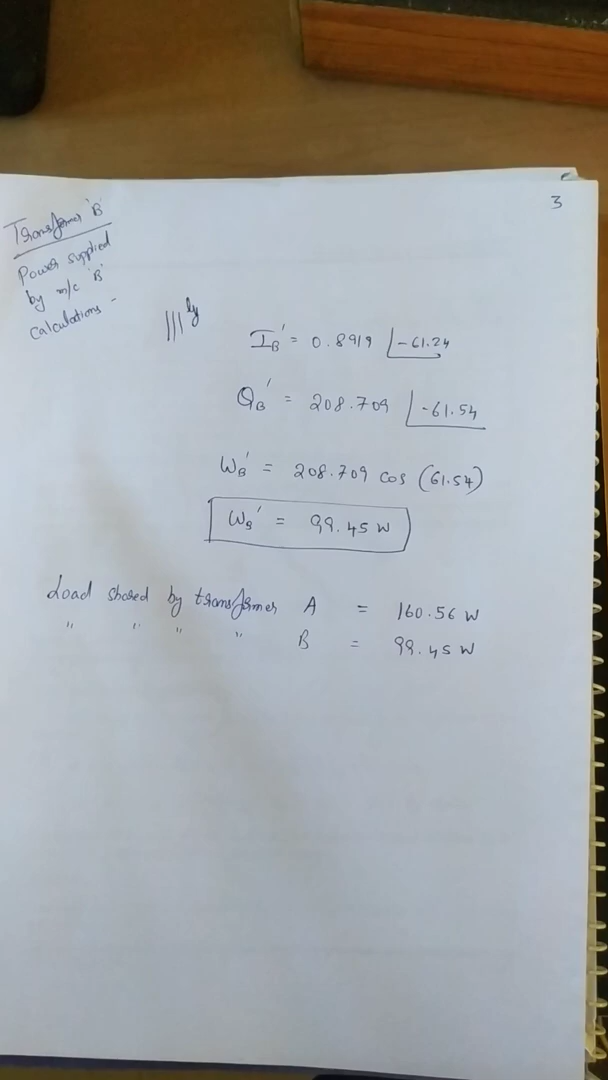 3
Transformer 'B'
Power supplied
by m/c 'B'
Calculations -
|||ly
IB' = 0.8919 ∠-61.24
QB' = 208.709 ∠-61.54
WB' = 208.709 cos (61.54)
WB' = 99.45 W
Load shared by transformer A = 160.56 W
" " " " B = 99.45 W